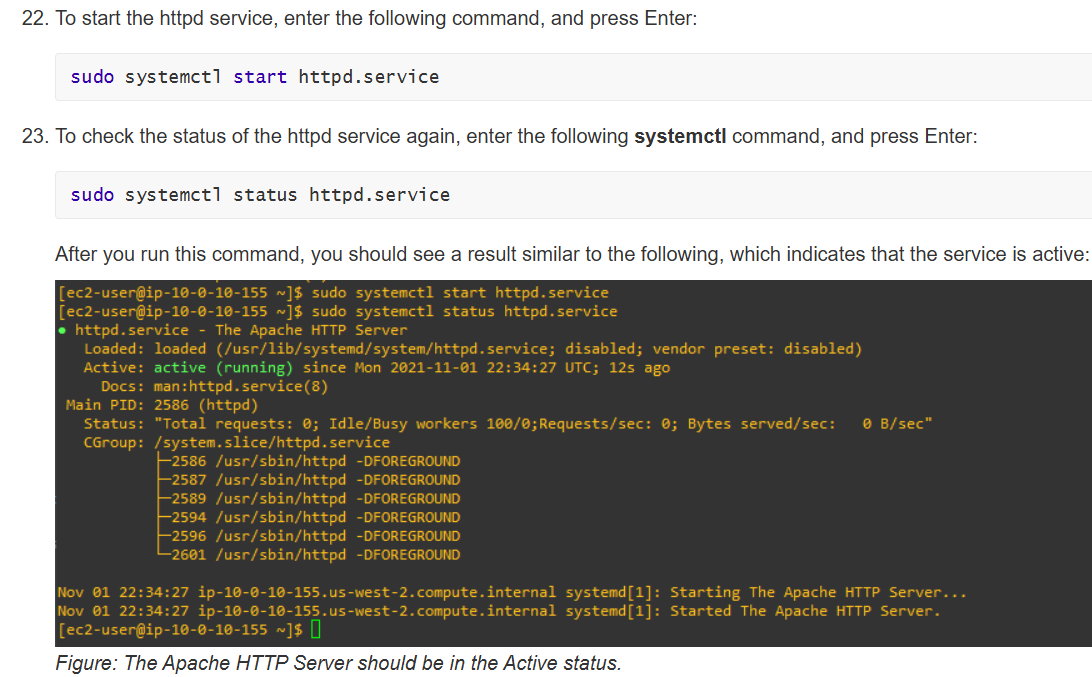 22. To start the httpd service, enter the following command, and press Enter:
sudo systemctl start httpd.service
23. To check the status of the httpd service again, enter the following systemctl command, and press Enter:
sudo systemctl status httpd.service
After you run this command, you should see a result similar to the following, which indicates that the service is active:
[ec2-user@ip-10-0-10-155 ~]$ sudo systemctl start httpd.service
[ec2-user@ip-10-0-10-155 ~]$ sudo systemctl status httpd.service
● httpd.service - The Apache HTTP Server
   Loaded: loaded (/usr/lib/systemd/system/httpd.service; disabled; vendor preset: disabled)
   Active: active (running) since Mon 2021-11-01 22:34:27 UTC; 12s ago
     Docs: man:httpd.service(8)
 Main PID: 2586 (httpd)
   Status: "Total requests: 0; Idle/Busy workers 100/0;Requests/sec: 0; Bytes served/sec:   0 B/sec"
   CGroup: /system.slice/httpd.service
           ├─2586 /usr/sbin/httpd -DFOREGROUND
           ├─2587 /usr/sbin/httpd -DFOREGROUND
           ├─2589 /usr/sbin/httpd -DFOREGROUND
           ├─2594 /usr/sbin/httpd -DFOREGROUND
           ├─2596 /usr/sbin/httpd -DFOREGROUND
           └─2601 /usr/sbin/httpd -DFOREGROUND
Nov 01 22:34:27 ip-10-0-10-155.us-west-2.compute.internal systemd[1]: Starting The Apache HTTP Server...
Nov 01 22:34:27 ip-10-0-10-155.us-west-2.compute.internal systemd[1]: Started The Apache HTTP Server.
[ec2-user@ip-10-0-10-155 ~]$
Figure: The Apache HTTP Server should be in the Active status.